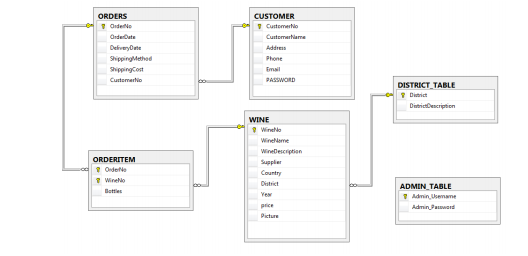 ORDERS
OrderNo
OrderDate
DeliveryDate
ShippingMethod
ShippingCost
CustomerNo
CUSTOMER
CustomerNo
CustomerName
Address
Phone
Email
PASSWORD
DISTRICT_TABLE
District
DistrictDescription
WINE
WineNo
WineName
WineDescription
Supplier
Country
District
Year
price
Picture
ORDERITEM
OrderNo
WineNo
Bottles
ADMIN_TABLE
Admin_Username
Admin_Password